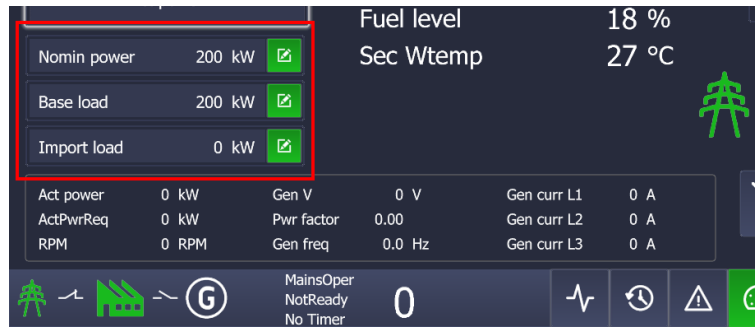 Fuel level 18 %
Nomin power 200 kW
Sec Wtemp 27 °C
Base load 200 kW
Import load 0 kW
Act power 0 kW Gen V 0 V Gen curr L1 0 A
ActPwrReq 0 kW Pwr factor 0.00 Gen curr L2 0 A
RPM 0 RPM Gen freq 0.0 Hz Gen curr L3 0 A
G
MainsOper
NotReady
No Timer
0